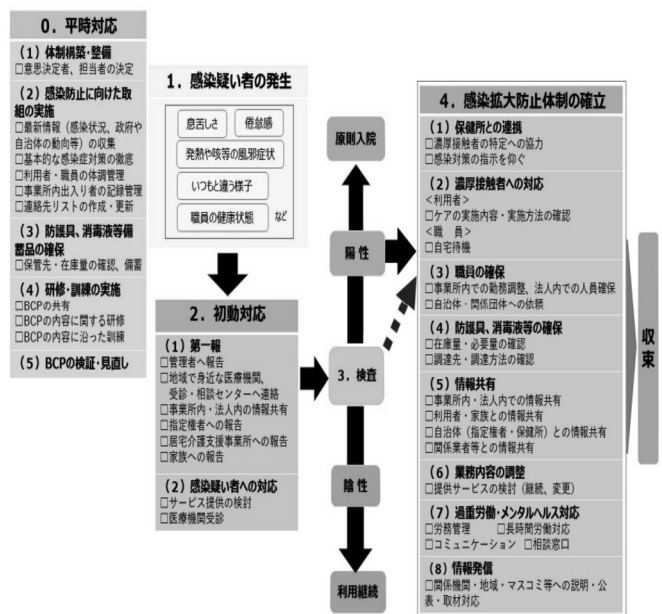 0．平時対応
（1）体制構築・整備
□意思決定者、担当者の決定
（2）感染防止に向けた取
組の実施
□最新情報（感染状況、政府や
自治体の動向等）の収集
□基本的な感染症対策の徹底
□利用者・職員の体調管理
□事業所内出入り者の記録管理
□連絡先リストの作成・更新
（3）防護具、消毒液等備
蓄品の確保
□保管先・在庫量の確認、備蓄
（4）研修・訓練の実施
□BCPの共有
□BCPの内容に関する研修
□BCPの内容に沿った訓練
（5）BCPの検証・見直し
1．感染疑い者の発生
息苦しさ
倦怠感
発熱や咳等の風邪症状
いつもと違う様子
職員の健康状態
など
2．初動対応
（1）第一報
□管理者へ報告
□地域で身近な医療機関、
受診・相談センターへ連絡
□事業所内・法人内の情報共有
□指定権者への報告
□居宅介護支援事業所への報告
□家族への報告
（2）感染疑い者への対応
□サービス提供の検討
□医療機関受診
原則入院
陽性
3．検査
陰性
利用継続
4．感染拡大防止体制の確立
（1）保健所との連携
□濃厚接触者の特定への協力
□感染対策の指示を仰ぐ
（2）濃厚接触者への対応
＜利用者＞
□ケアの実施内容・実施方法の確認
＜職　員＞
□自宅待機
（3）職員の確保
□事業所内での勤務調整、法人内での人員確保
□自治体・関係団体への依頼
（4）防護具、消毒液等の確保
□在庫量・必要量の確認
□調達先・調達方法の確認
（5）情報共有
□事業所内・法人内での情報共有
□利用者・家族との情報共有
□自治体（指定権者・保健所）との情報共有
□関係業者等との情報共有
（6）業務内容の調整
□提供サービスの検討（継続、変更）
（7）過重労働・メンタルヘルス対応
□労務管理　□長時間労働対応
□コミュニケーション　□相談窓口
（8）情報発信
□関係機関・地域・マスコミ等への説明・公
表・取材対応
収束